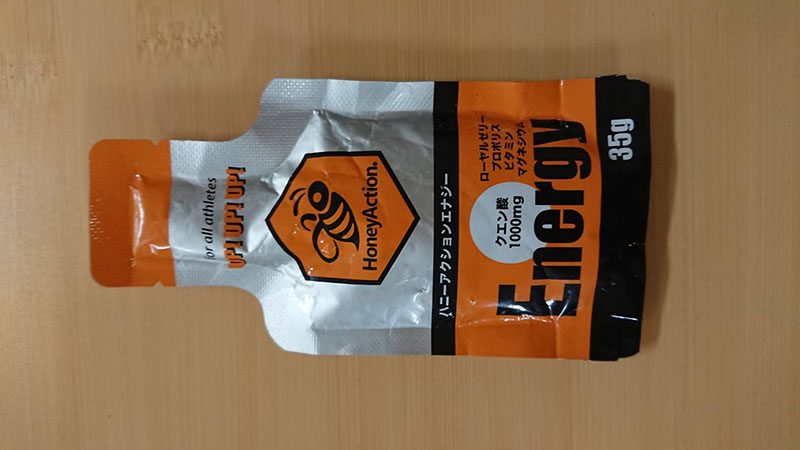 for all athletes
UP! UP! UP!
HoneyAction®
ハニーアクションエナジー
ローヤルゼリー
プロポリス
ビタミン
マグネシウム
クエン酸
1000mg
Energy
35g